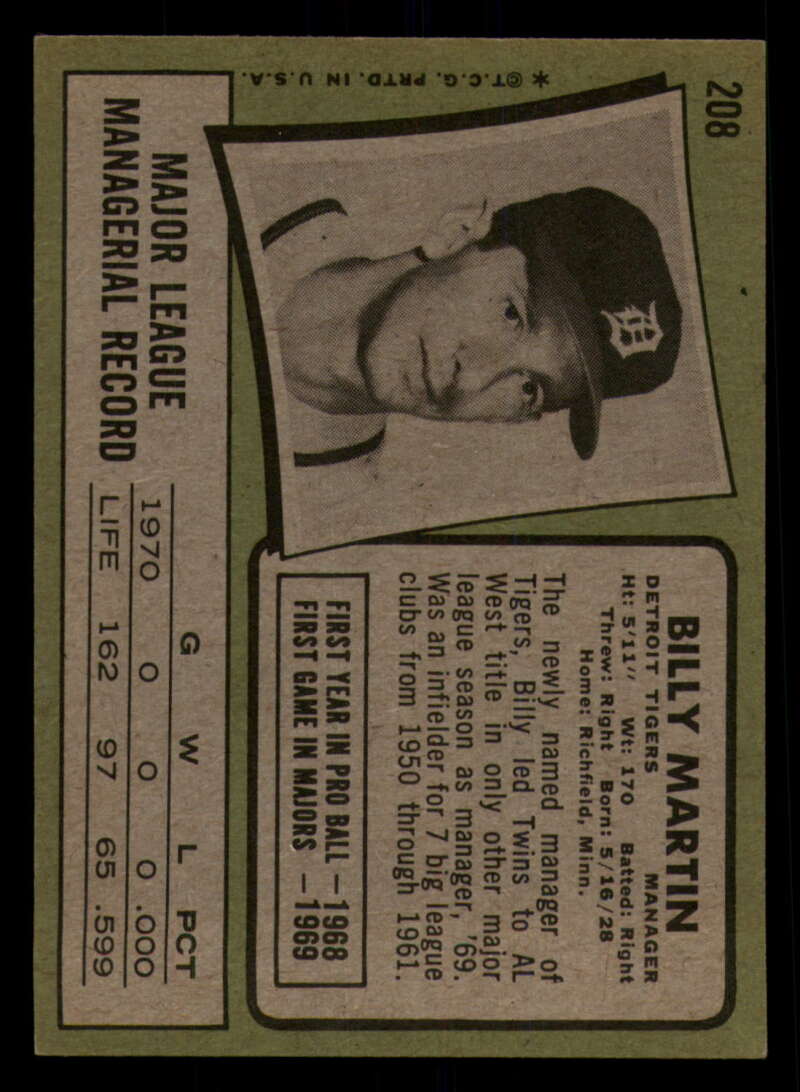 208
✶©T.C.G. PRTD. IN U.S.A.
BILLY MARTIN
DETROIT TIGERS MANAGER
Ht: 5'11" Wt: 170 Batted: Right
Threw: Right Born: 5/16/28
Home: Richfield, Minn.
The newly named manager of
Tigers, Billy led Twins to AL
West title in only other major
league season as manager, '69.
Was an infielder for 7 big league
clubs from 1950 through 1961.
FIRST YEAR IN PRO BALL — 1968
FIRST GAME IN MAJORS — 1969
MAJOR LEAGUE
MANAGERIAL RECORD
G W L PCT
1970 0 0 0 .000
LIFE 162 97 65 .599
D